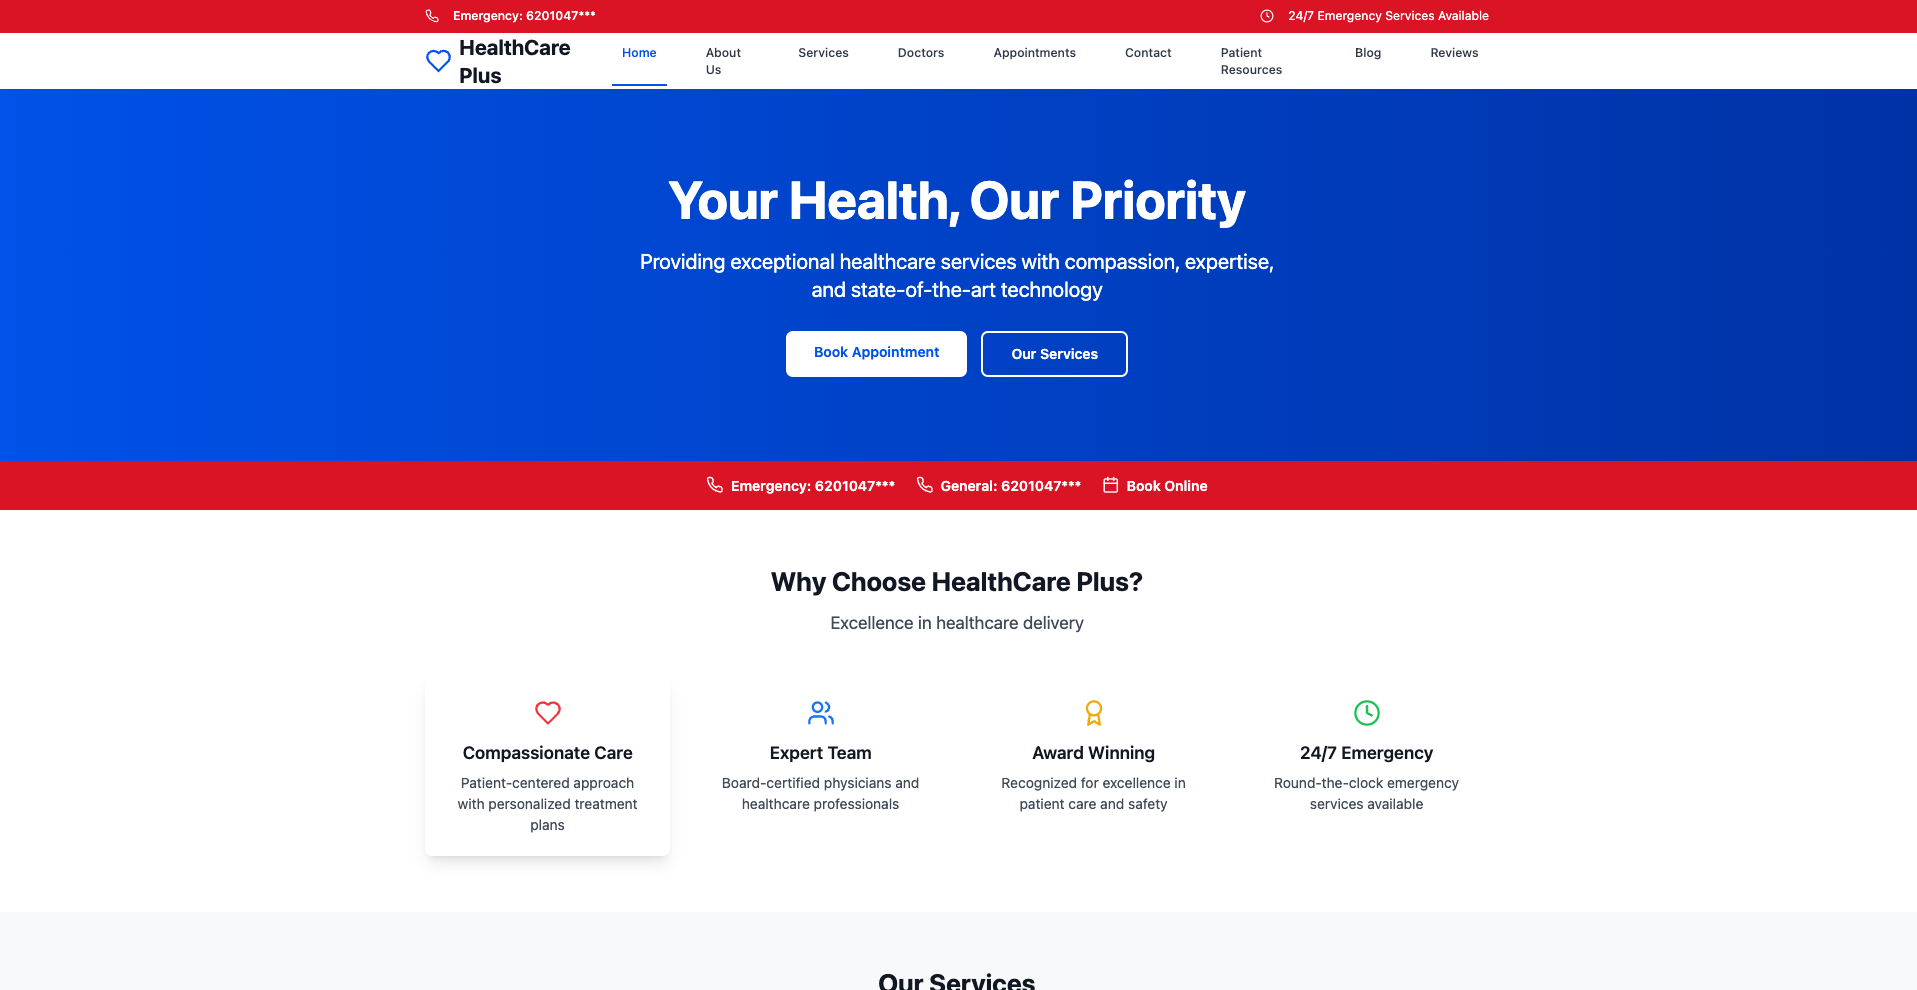 Emergency: 6201047***
24/7 Emergency Services Available
HealthCare
Plus
Home
About
Us
Services
Doctors
Appointments
Contact
Patient
Resources
Blog
Reviews
Your Health, Our Priority
Providing exceptional healthcare services with compassion, expertise,
and state-of-the-art technology
Book Appointment
Our Services
Emergency: 6201047***
General: 6201047***
Book Online
Why Choose HealthCare Plus?
Excellence in healthcare delivery
Compassionate Care
Patient-centered approach
with personalized treatment
plans
Expert Team
Board-certified physicians and
healthcare professionals
Award Winning
Recognized for excellence in
patient care and safety
24/7 Emergency
Round-the-clock emergency
services available
Our Services